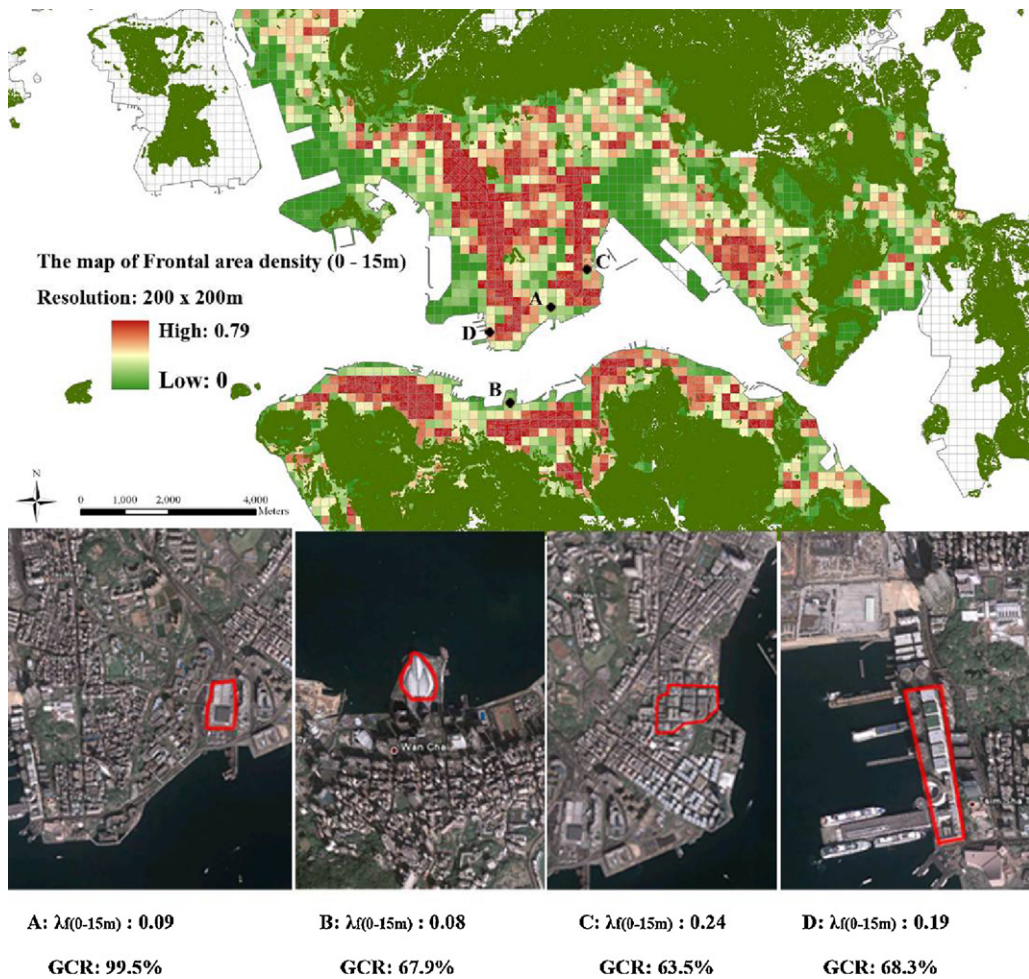 The map of Frontal area density (0 - 15m)
Resolution: 200 x 200m
High: 0.79
Low: 0
A
B
C
D
N
0 1,000 2,000 4,000
Meters
Wan Cha
A: λf(0-15m) : 0.09 B: λf(0-15m) : 0.08 C: λf(0-15m) : 0.24 D: λf(0-15m) : 0.19
GCR: 99.5% GCR: 67.9% GCR: 63.5% GCR: 68.3%